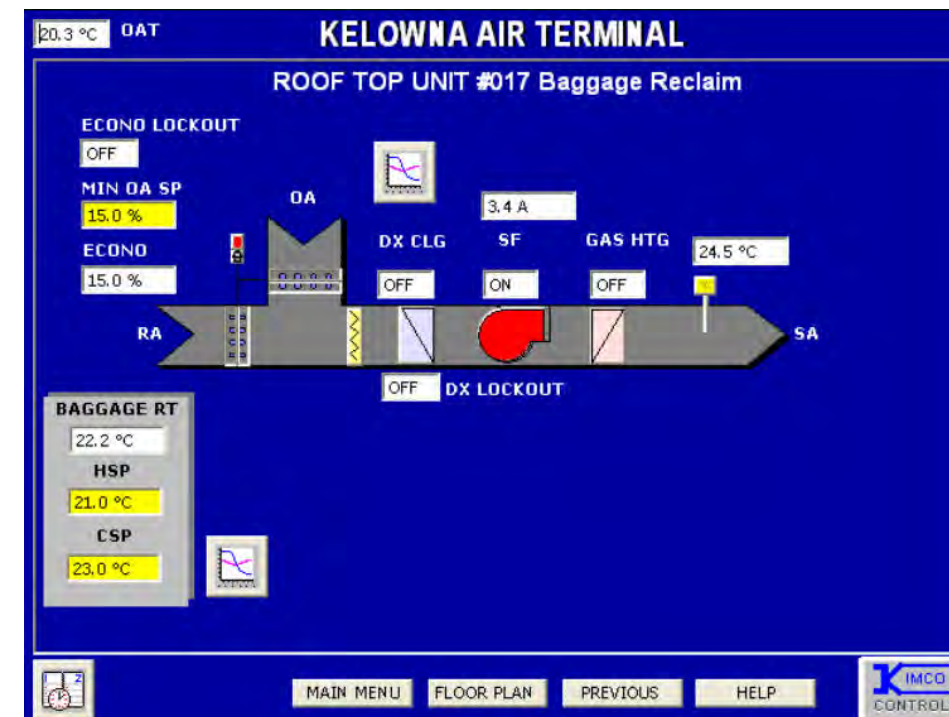 20.3 °C OAT KELOWNA AIR TERMINAL
ROOF TOP UNIT #017 Baggage Reclaim
ECONO LOCKOUT
OFF
MIN OA SP
15.0 %
ECONO
15.0 %
OA
3.4 A
DX CLG SF GAS HTG
24.5 °C
OFF ON OFF
RA
SA
OFF DX LOCKOUT
BAGGAGE RT
22.2 °C
HSP
21.0 °C
CSP
23.0 °C
MAIN MENU FLOOR PLAN PREVIOUS HELP
KIMCO
CONTROL